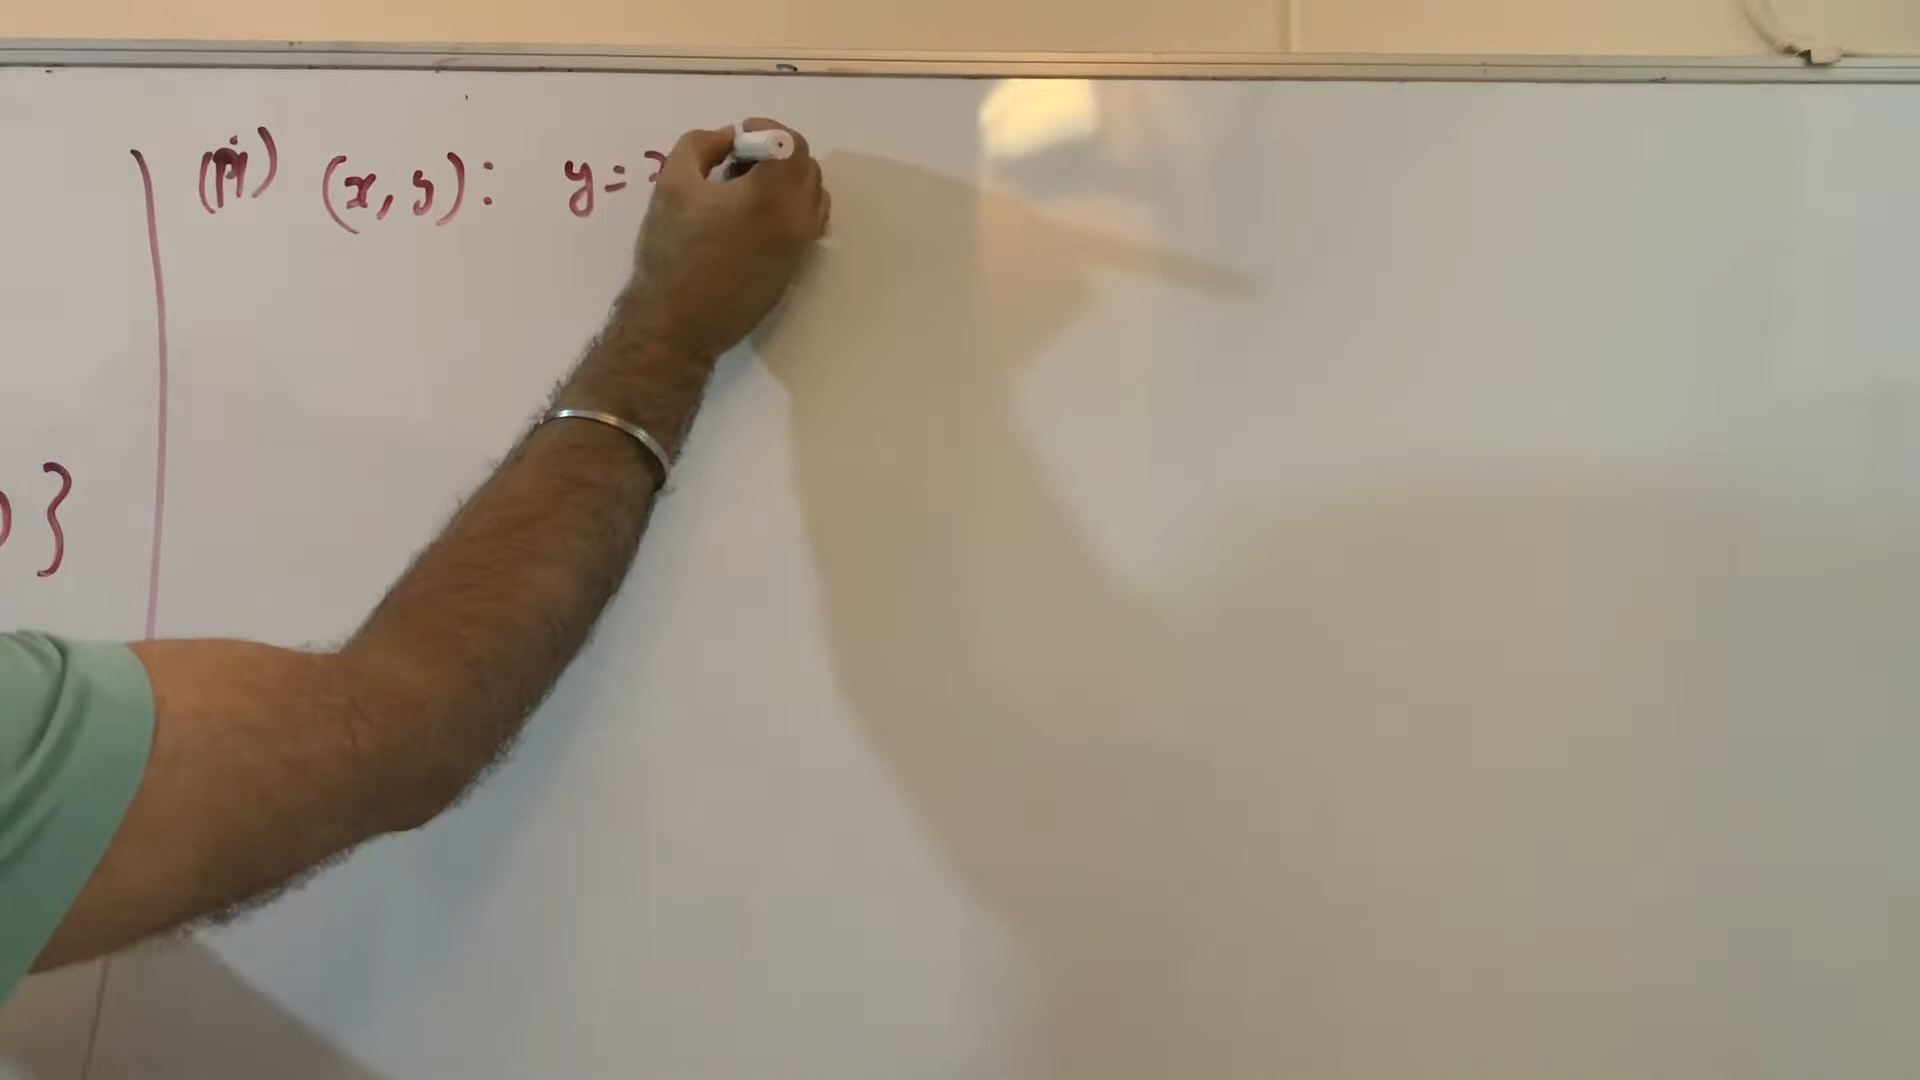 (ii) (x, y): y=
}